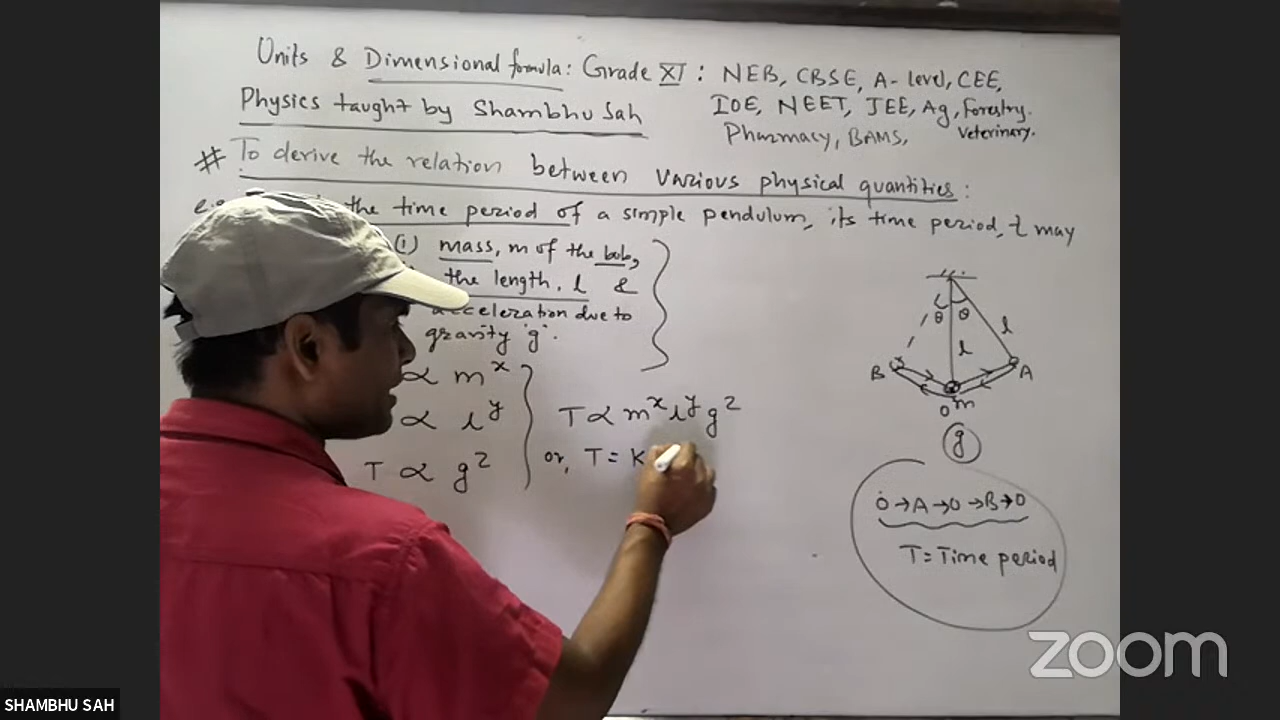 Units & Dimensional formula: Grade XI: NEB, CBSE, A-level, CEE,
Physics taught by Shambhu Sah
IOE, NEET, JEE, Ag, Forestry.
Pharmacy, BAMS, Veterinary.
# To derive the relation between various physical quantities:
e.g. the time period of a simple pendulum, its time period, t may
(i) mass, m of the bob,
the length, l &
acceleration due to
gravity 'g'.
∝ m^x
∝ l^y
T ∝ g^z
T ∝ m^x l^y g^z
or, T = K
θ θ
l
l
B
A
O m
g
O→A→O→B→O
T = Time period
zoom
SHAMBHU SAH